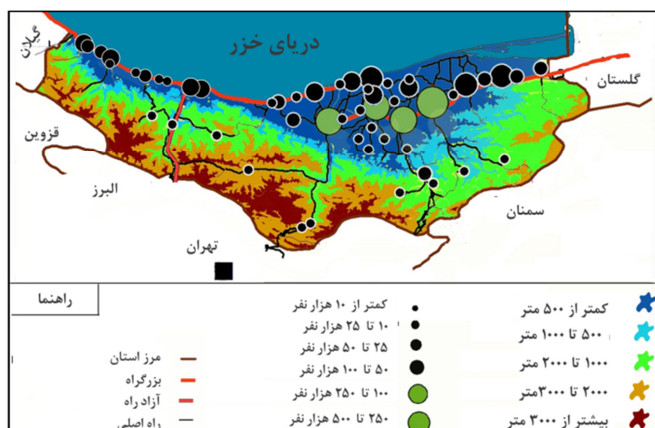 دریای خزر
گیلان
گلستان
قزوین
البرز
سمنان
تهران
راهنما
مرز استان
بزرگراه
آزاد راه
راه اصلی
کمتر از ۱۰ هزار نفر
۱۰ تا ۲۵ هزار نفر
۲۵ تا ۵۰ هزار نفر
۵۰ تا ۱۰۰ هزار نفر
۱۰۰ تا ۲۵۰ هزار نفر
۲۵۰ تا ۵۰۰ هزار نفر
کمتر از ۵۰۰ متر
۵۰۰ تا ۱۰۰۰ متر
۱۰۰۰ تا ۲۰۰۰ متر
۲۰۰۰ تا ۳۰۰۰متر
بیشتر از ۳۰۰۰ متر